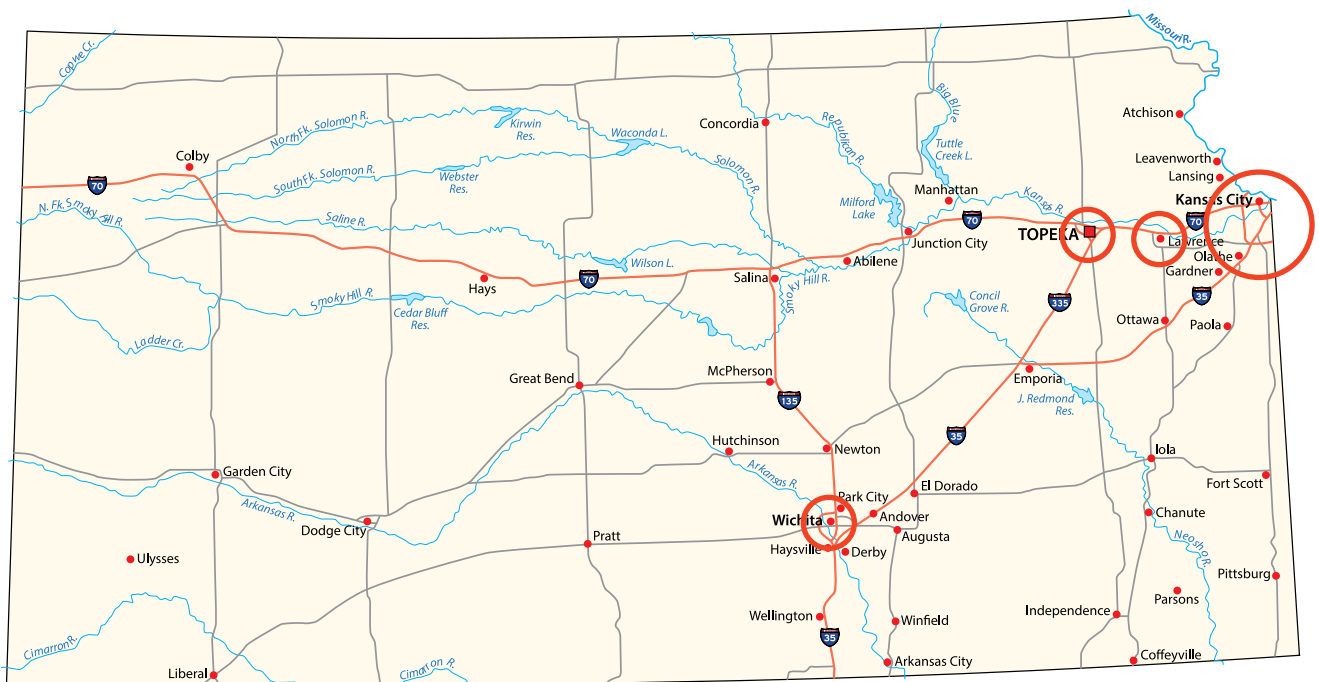 Missouri R.
Copne Cr.
Atchison
North Fk. Solomon R.
Kirwin
Res.
Waconda L.
Concordia
Republican R.
Big Blue
Tuttle
Creek L.
Leavenworth
Lansing
Colby
70
South Fk. Solomon R.
Webster
Res.
Solomon R.
Milford
Lake
Manhattan
Kansas R.
Kansas City
N. Fk. Smoky Sill R.
Saline R.
70
70
TOPEKA
Lawrence
Junction City
Olathe
Gardner
Wilson L.
Abilene
Hays
70
Salina
Smoky Hill R.
Smoky Hill R.
Cedar Bluff
Res.
Concil
Grove R.
335
35
Ottawa
Paola
Ladder Cr.
Great Bend
McPherson
135
Emporia
J. Redmond
Res.
35
Hutchinson
Newton
Iola
Arkansas R.
Garden City
El Dorado
Fort Scott
Arkansas R.
Park City
Wichita
Andover
Augusta
Chanute
Dodge City
Pratt
Haysville
Derby
Neosho R.
Ulysses
Pittsburg
Parsons
Wellington
Winfield
Independence
35
Cimarron R.
Cimarron R.
Liberal
Arkansas City
Coffeyville